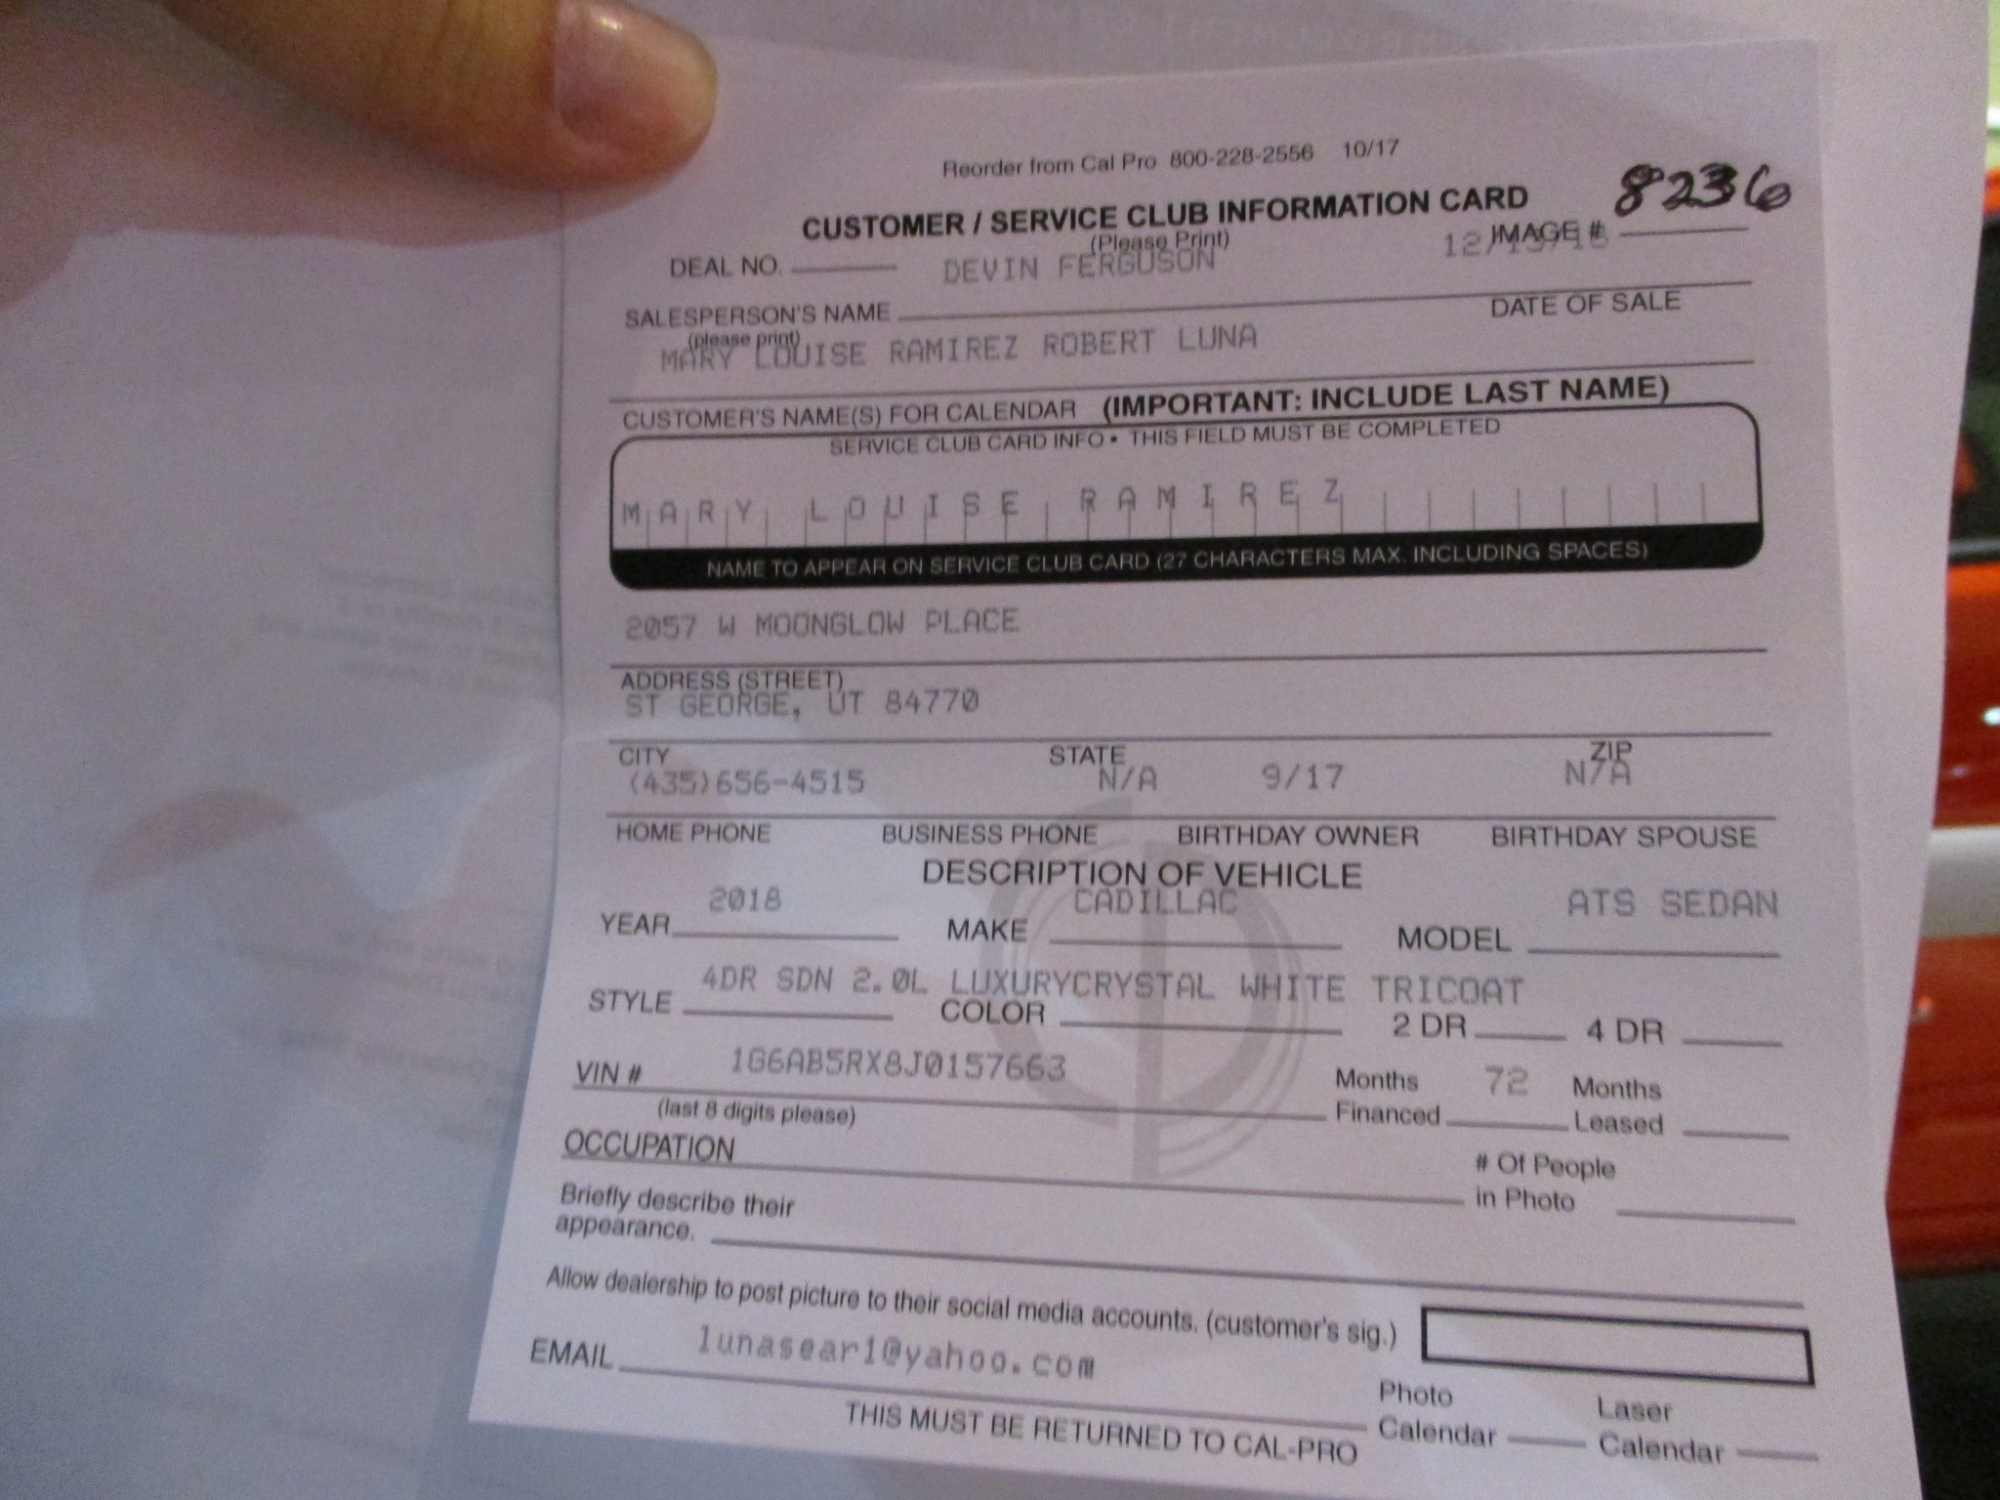 Reorder from Cal Pro 800-228-2556 10/17
8236
CUSTOMER / SERVICE CLUB INFORMATION CARD
(Please Print)
IMAGE #
DEAL NO. DEVIN FERGUSON
SALESPERSON'S NAME DATE OF SALE
(please print)
MARY LOUISE RAMIREZ ROBERT LUNA
CUSTOMER'S NAME(S) FOR CALENDAR (IMPORTANT: INCLUDE LAST NAME)
SERVICE CLUB CARD INFO • THIS FIELD MUST BE COMPLETED
MARY LOUISE RAMIREZ
NAME TO APPEAR ON SERVICE CLUB CARD (27 CHARACTERS MAX. INCLUDING SPACES)
2057 W MOONGLOW PLACE
ADDRESS (STREET)
ST GEORGE, UT 84770
CITY STATE ZIP
(435)656-4515 N/A 9/17 N/A
HOME PHONE BUSINESS PHONE BIRTHDAY OWNER BIRTHDAY SPOUSE
DESCRIPTION OF VEHICLE
2018 CADILLAC ATS SEDAN
YEAR MAKE MODEL
4DR SDN 2.0L LUXURYCRYSTAL WHITE TRICOAT
STYLE COLOR 2 DR 4 DR
VIN # 1G6AB5RX8J0157663
(last 8 digits please)
Months Financed 72 Months Leased
OCCUPATION
# Of People in Photo
Briefly describe their
appearance.
Allow dealership to post picture to their social media accounts. (customer's sig.)
EMAIL lunasear1@yahoo.com
THIS MUST BE RETURNED TO CAL-PRO
Photo Calendar Laser Calendar